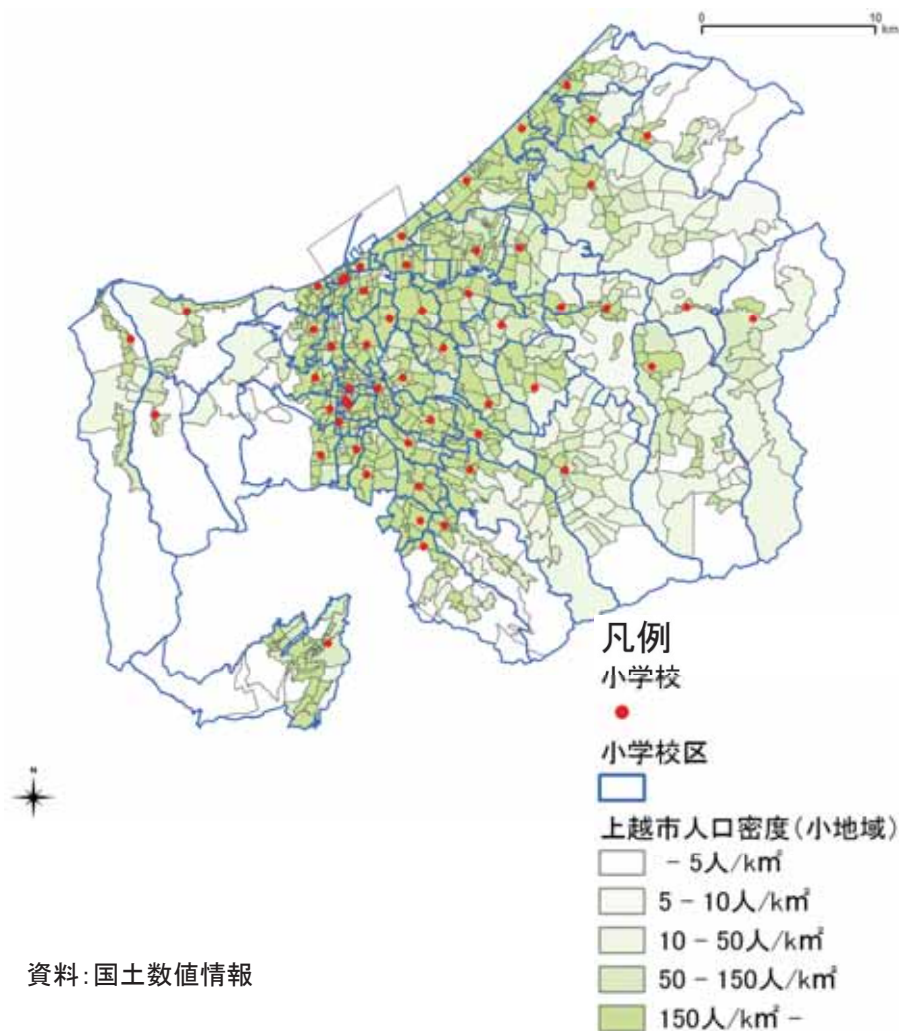 0 10
km
N
凡例
小学校
小学校区
上越市人口密度(小地域)
- 5人/km²
5 - 10人/km²
10 - 50人/km²
50 - 150人/km²
150人/km² -
資料:国土数値情報